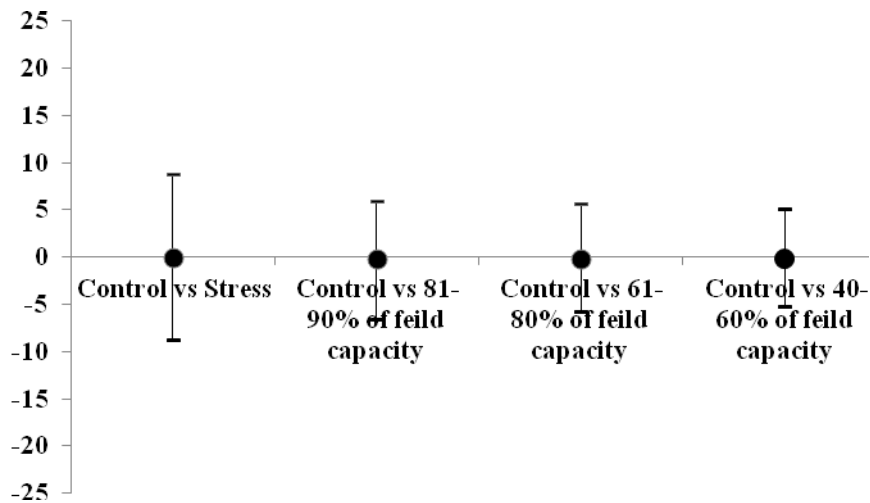 25
20
15
10
5
0
-5
-10
-15
-20
-25
Control vs Stress
Control vs 81-
90% of feild
capacity
Control vs 61-
80% of feild
capacity
Control vs 40-
60% of feild
capacity